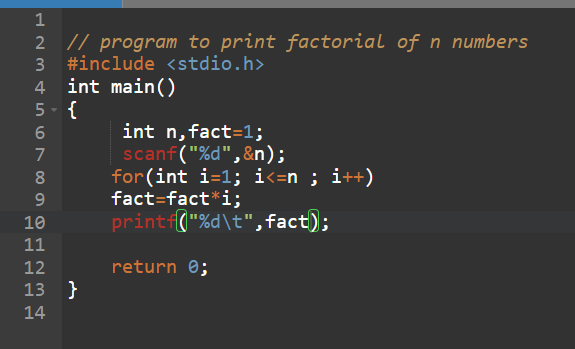 1
2 // program to print factorial of n numbers
3 #include <stdio.h>
4 int main()
5 {
6 int n,fact=1;
7 scanf("%d",&n);
8 for(int i=1; i<=n ; i++)
9 fact=fact*i;
10 printf("%d\t",fact);
11
12 return 0;
13 }
14